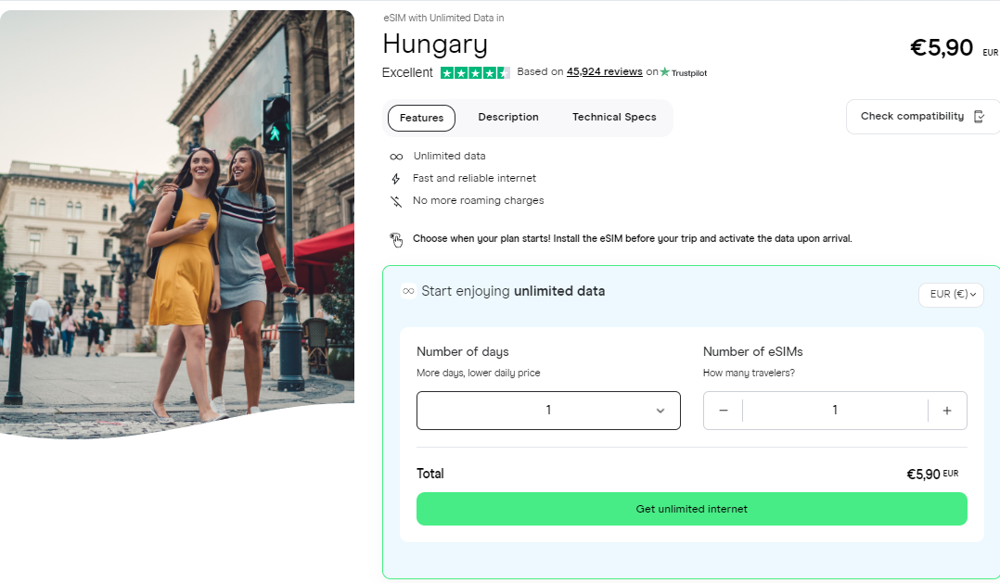 eSIM with Unlimited Data in
Hungary
€5,90 EUR
Excellent Based on 45,924 reviews on Trustpilot
Features Description Technical Specs
Check compatibility
Unlimited data
Fast and reliable internet
No more roaming charges
Choose when your plan starts! Install the eSIM before your trip and activate the data upon arrival.
Start enjoying unlimited data
EUR (€)
Number of days
More days, lower daily price
1
Number of eSIMs
How many travelers?
− 1 +
Total
€5,90 EUR
Get unlimited internet